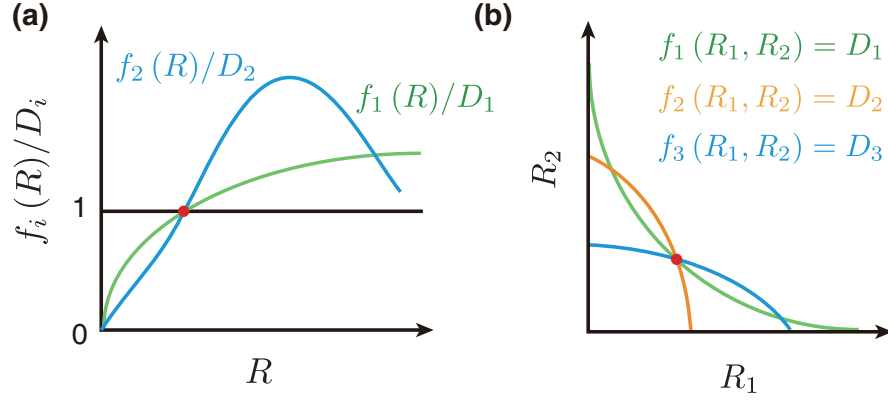 (a)
f₂ (R)/D₂
f₁ (R)/D₁
fᵢ (R)/Dᵢ
1
0
R
(b)
f₁ (R₁, R₂) = D₁
f₂ (R₁, R₂) = D₂
f₃ (R₁, R₂) = D₃
R₂
R₁